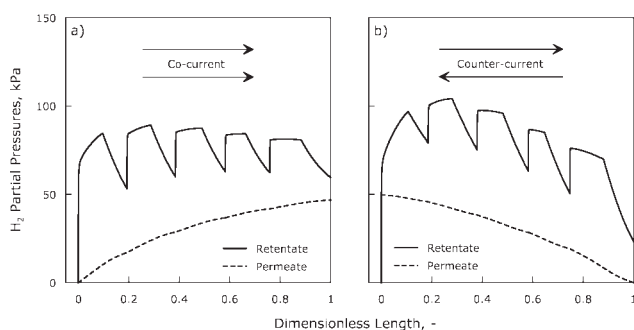 a)
Co-current
Retentate
Permeate
b)
Counter-current
Retentate
Permeate
H2 Partial Pressures, kPa
150
100
50
0
0 0.2 0.4 0.6 0.8 1
0 0.2 0.4 0.6 0.8 1
Dimensionless Length, -